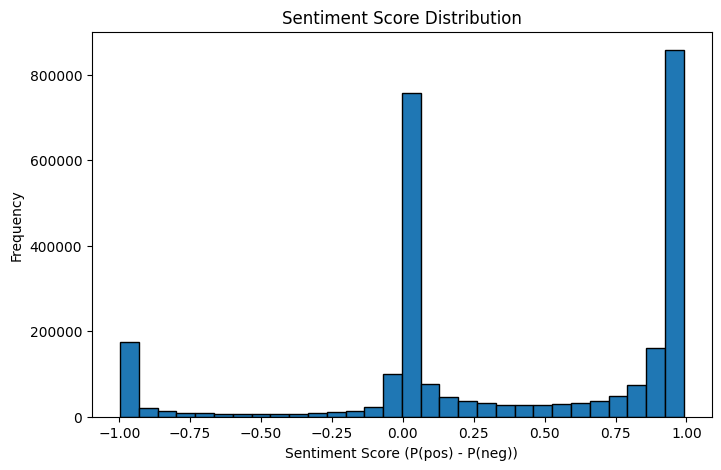 Sentiment Score Distribution
Frequency
800000
600000
400000
200000
0
−1.00 −0.75 −0.50 −0.25 0.00 0.25 0.50 0.75 1.00
Sentiment Score (P(pos) - P(neg))